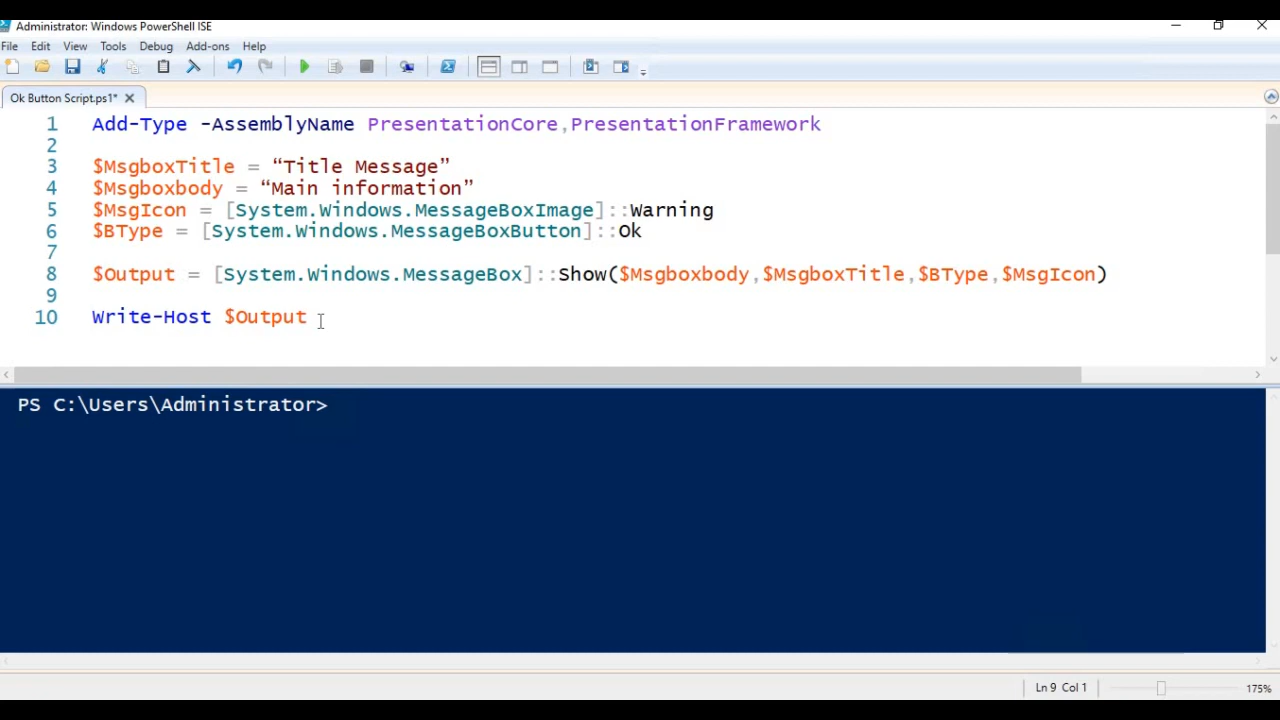 Administrator: Windows PowerShell ISE
File Edit View Tools Debug Add-ons Help
Ok Button Script.ps1*
1 Add-Type -AssemblyName PresentationCore,PresentationFramework
2
3 $MsgboxTitle = “Title Message”
4 $Msgboxbody = “Main information”
5 $MsgIcon = [System.Windows.MessageBoxImage]::Warning
6 $BType = [System.Windows.MessageBoxButton]::Ok
7
8 $Output = [System.Windows.MessageBox]::Show($Msgboxbody,$MsgboxTitle,$BType,$MsgIcon)
9
10 Write-Host $Output
PS C:\Users\Administrator>
Ln 9 Col 1 175%